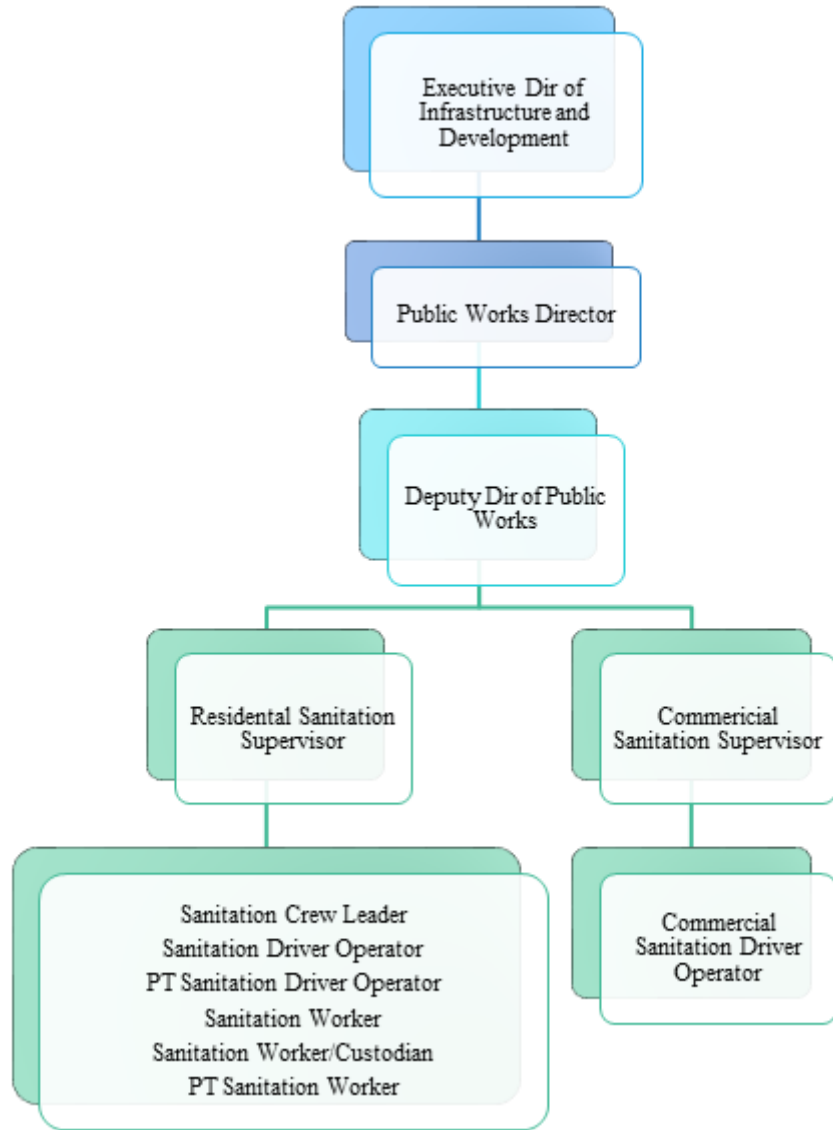 Executive Dir of
Infrastructure and
Development
Public Works Director
Deputy Dir of Public
Works
Residental Sanitation
Supervisor
Commericial
Sanitation Supervisor
Sanitation Crew Leader
Sanitation Driver Operator
PT Sanitation Driver Operator
Sanitation Worker
Sanitation Worker/Custodian
PT Sanitation Worker
Commercial
Sanitation Driver
Operator